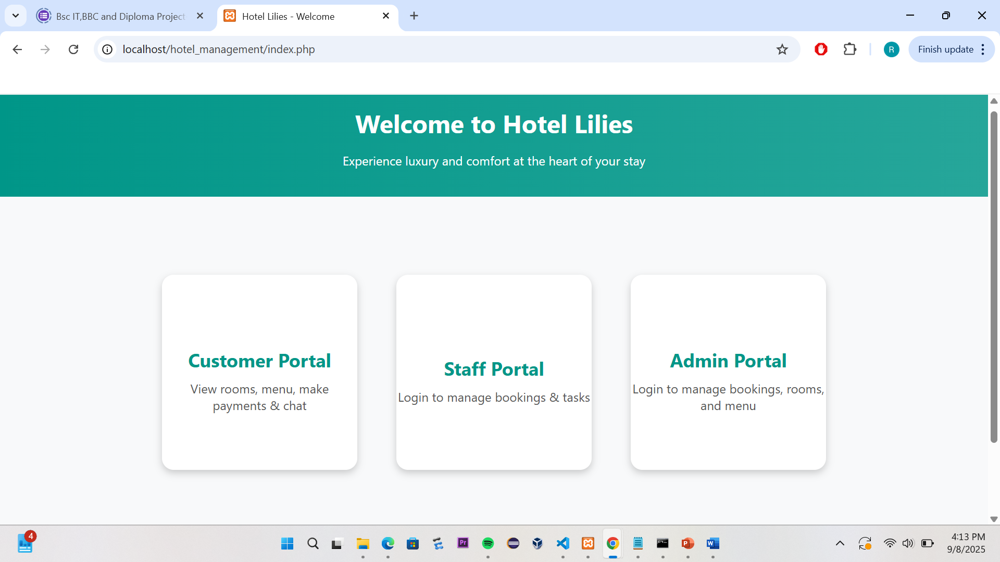 Bsc IT,BBC and Diploma Project
Hotel Lilies - Welcome
localhost/hotel_management/index.php
R
Finish update
Welcome to Hotel Lilies
Experience luxury and comfort at the heart of your stay
Customer Portal
View rooms, menu, make
payments & chat
Staff Portal
Login to manage bookings & tasks
Admin Portal
Login to manage bookings, rooms,
and menu
4
Pr
P
W
4:13 PM
9/8/2025